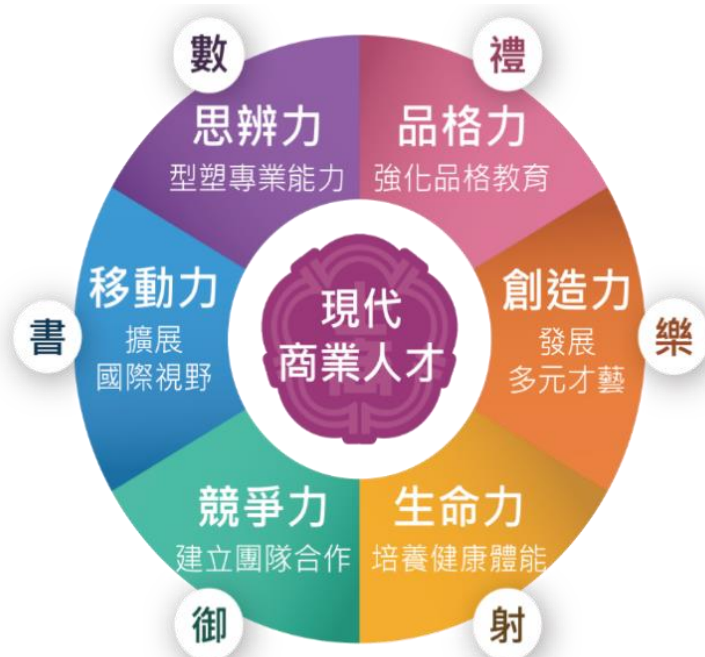 數
禮
思辨力
型塑專業能力
品格力
強化品格教育
移動力
擴展
國際視野
書
現代
商業人才
創造力
發展
多元才藝
樂
競爭力
建立團隊合作
生命力
培養健康體能
御
射